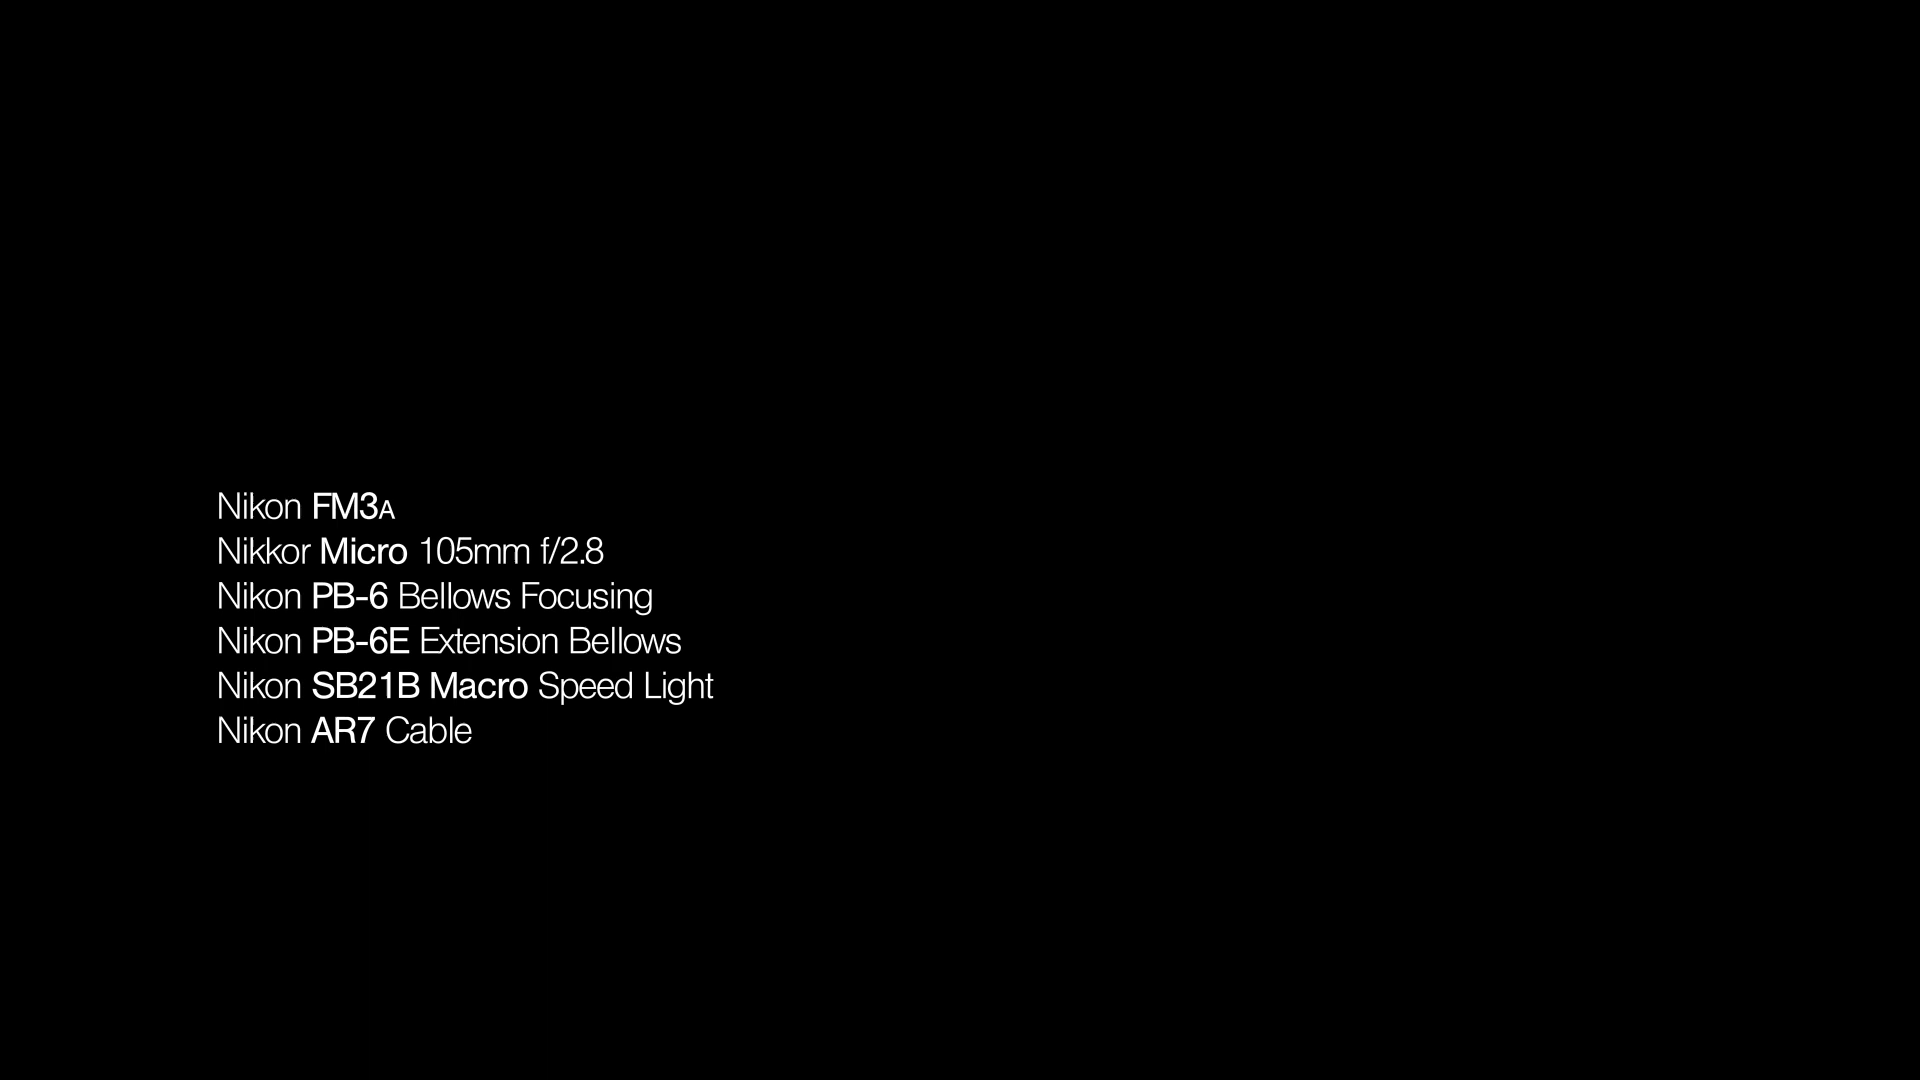 Nikon FM3A
Nikkor Micro 105mm f/2.8
Nikon PB-6 Bellows Focusing
Nikon PB-6E Extension Bellows
Nikon SB21B Macro Speed Light
Nikon AR7 Cable